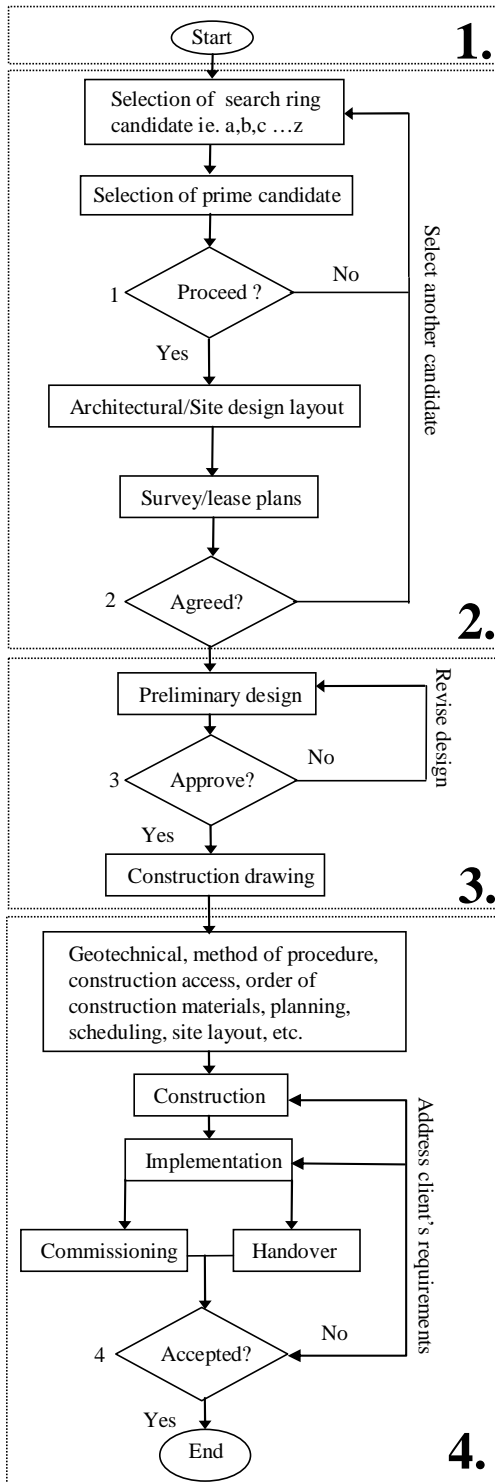 Start
1.
Selection of search ring
candidate ie. a,b,c …z
Selection of prime candidate
1
Proceed ?
No
Yes
Select another candidate
Architectural/Site design layout
Survey/lease plans
2
Agreed?
2.
Preliminary design
3
Approve?
No
Revise design
Yes
Construction drawing
3.
Geotechnical, method of procedure,
construction access, order of
construction materials, planning,
scheduling, site layout, etc.
Construction
Implementation
Address client's requirements
Commissioning
Handover
4
Accepted?
No
Yes
End
4.